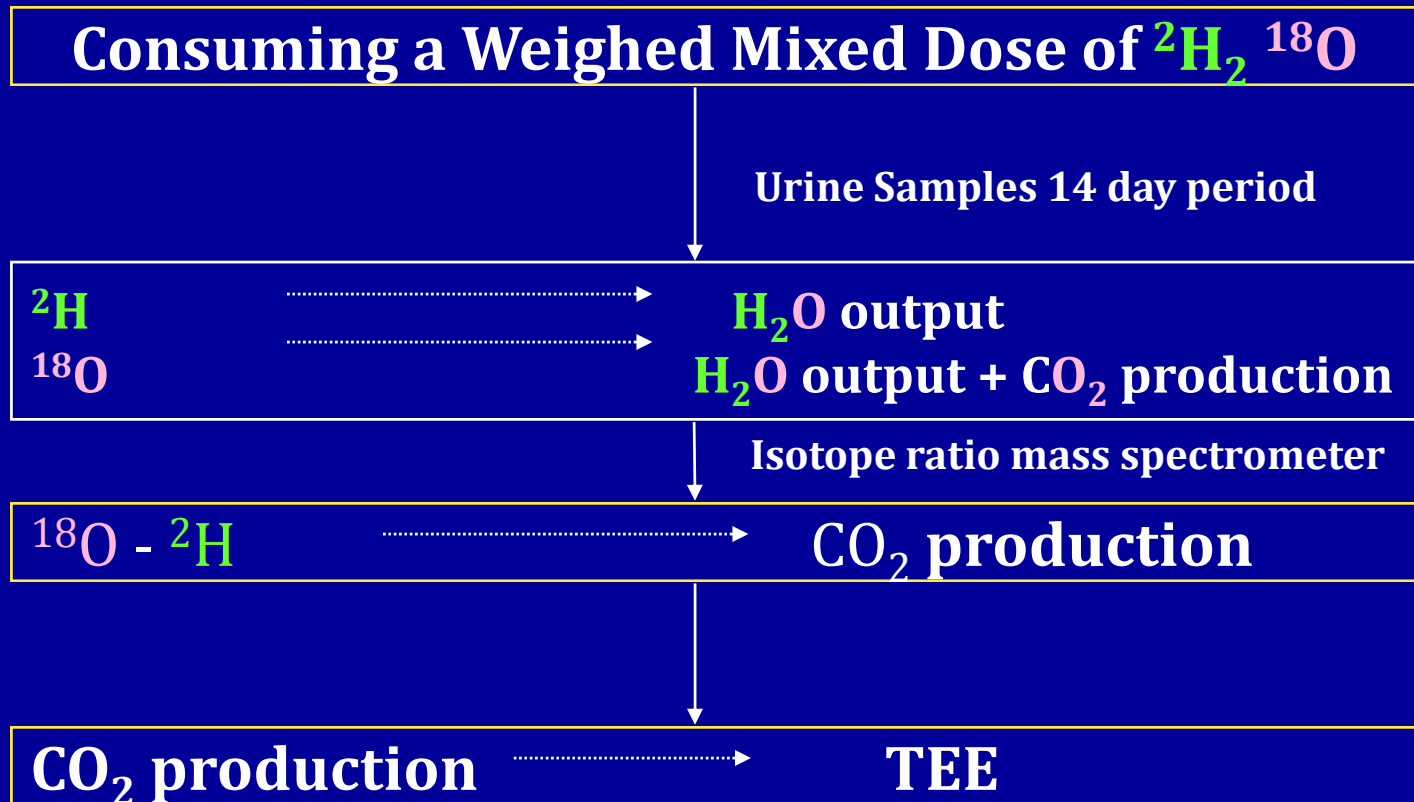 Consuming a Weighed Mixed Dose of ²H₂ ¹⁸O
Urine Samples 14 day period
²H H₂O output
¹⁸O H₂O output + CO₂ production
Isotope ratio mass spectrometer
¹⁸O - ²H CO₂ production
CO₂ production TEE